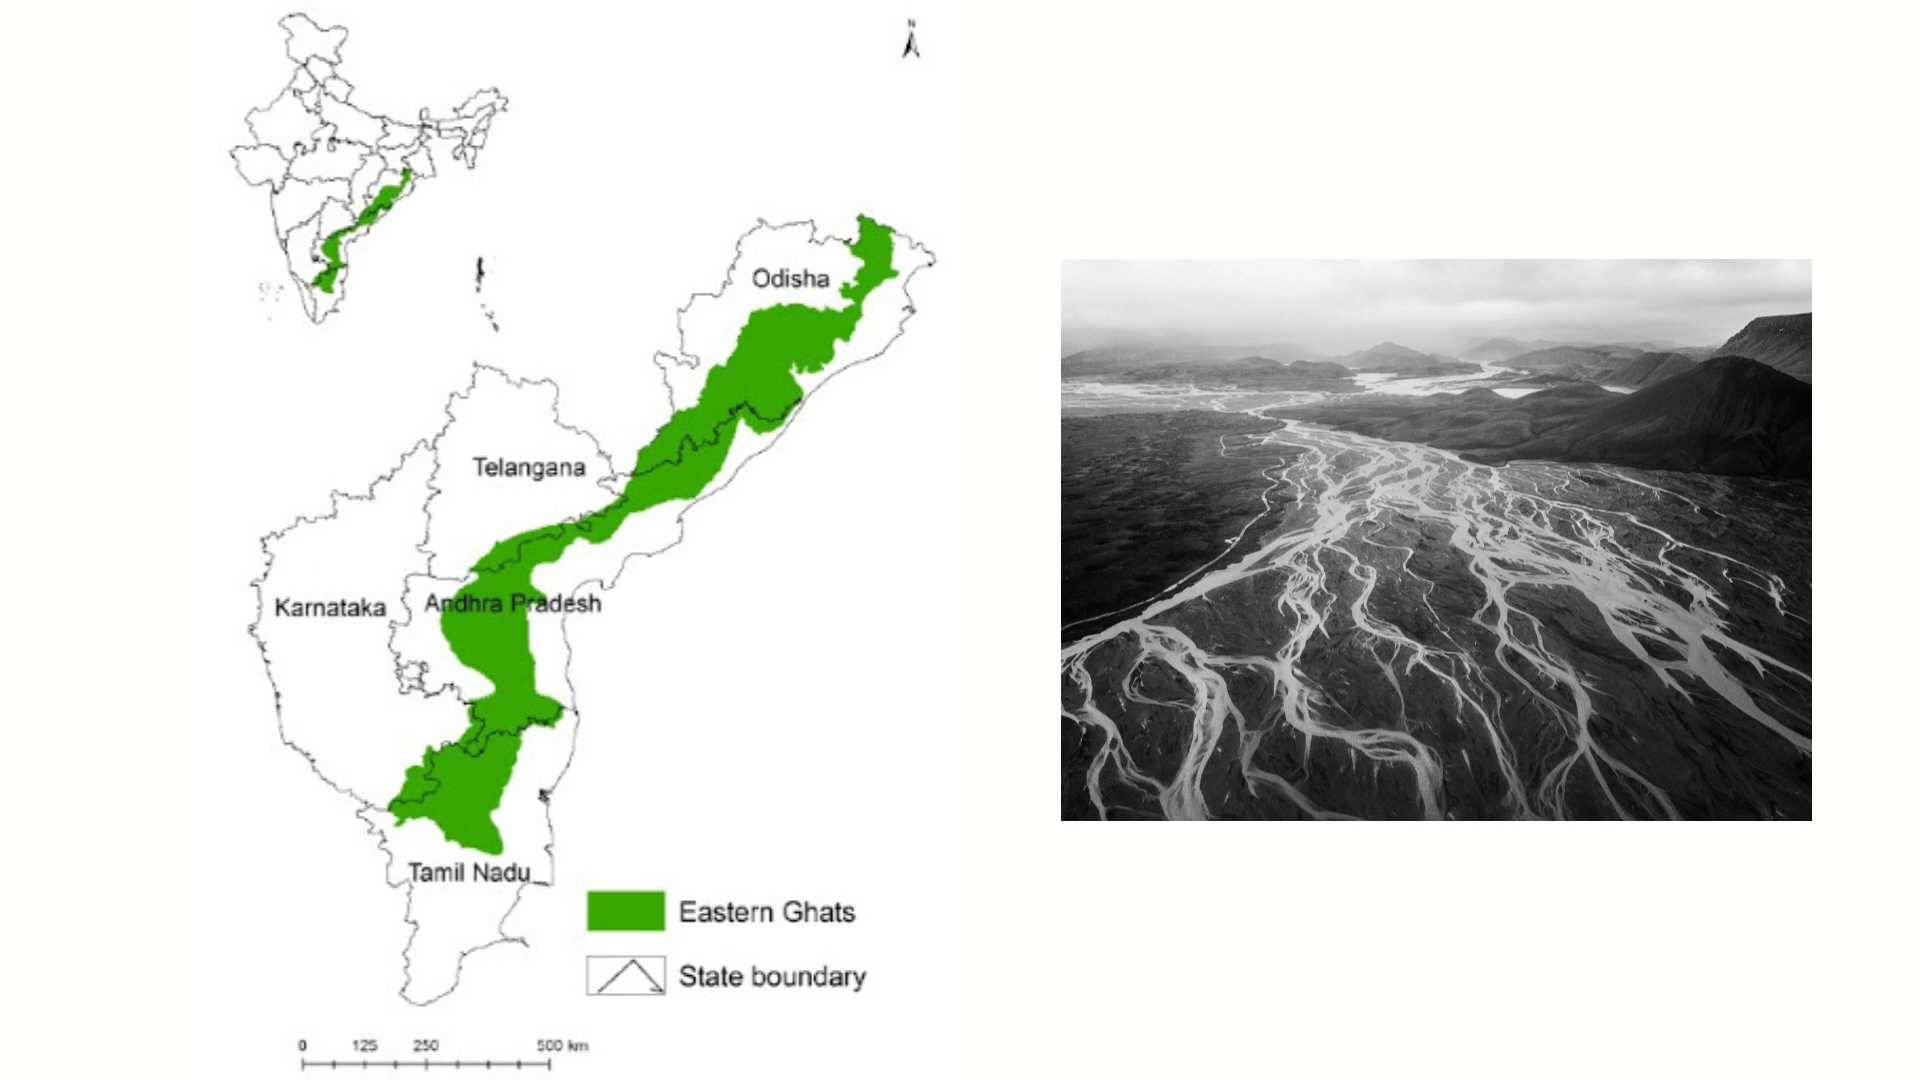 N
Odisha
Telangana
Karnataka
Andhra Pradesh
Tamil Nadu
Eastern Ghats
State boundary
0 125 250 500 km